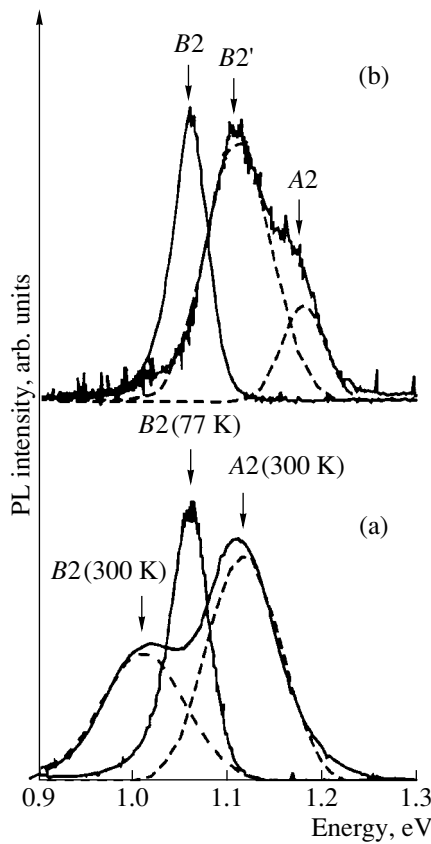 B2
B2'
(b)
A2
PL intensity, arb. units
B2(77 K)
A2(300 K)
(a)
B2(300 K)
0.9 1.0 1.1 1.2 1.3
Energy, eV